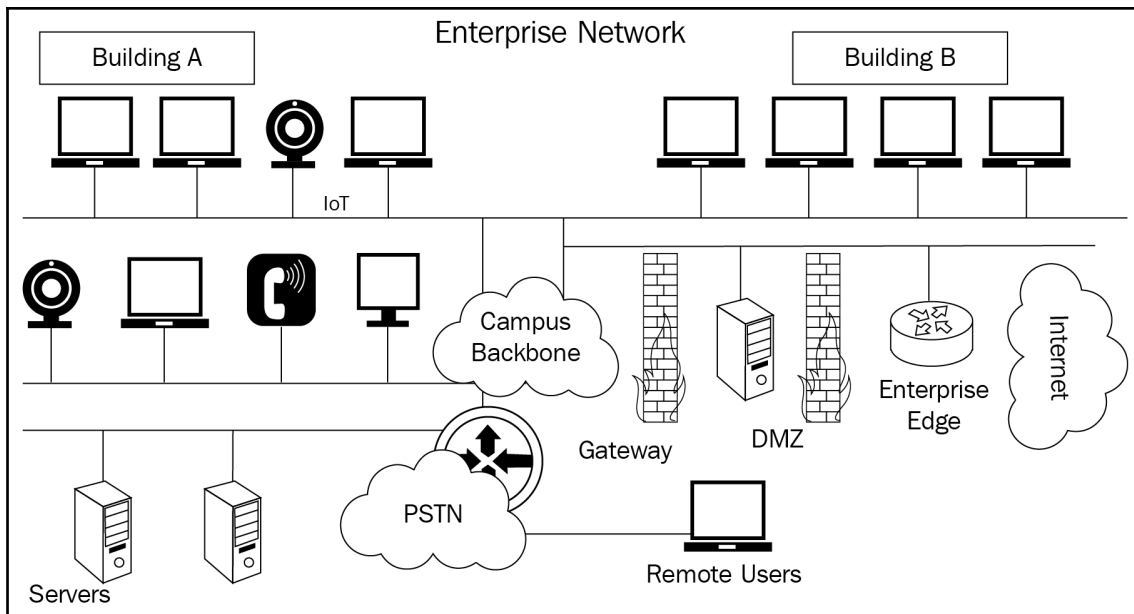 Enterprise Network
Building A
Building B
IoT
Campus
Backbone
Internet
Enterprise
Edge
Gateway
DMZ
PSTN
Remote Users
Servers